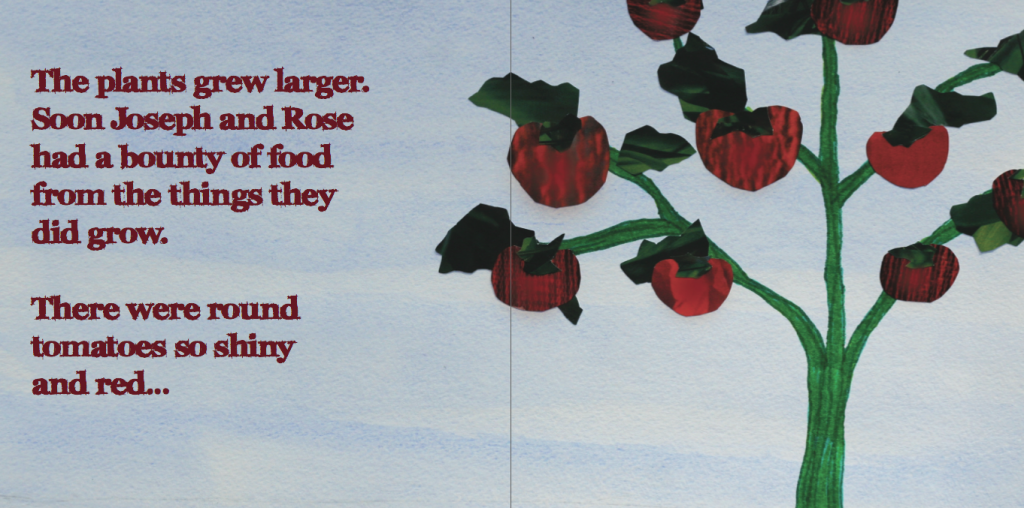 The plants grew larger.
Soon Joseph and Rose
had a bounty of food
from the things they
did grow.
There were round
tomatoes so shiny
and red...